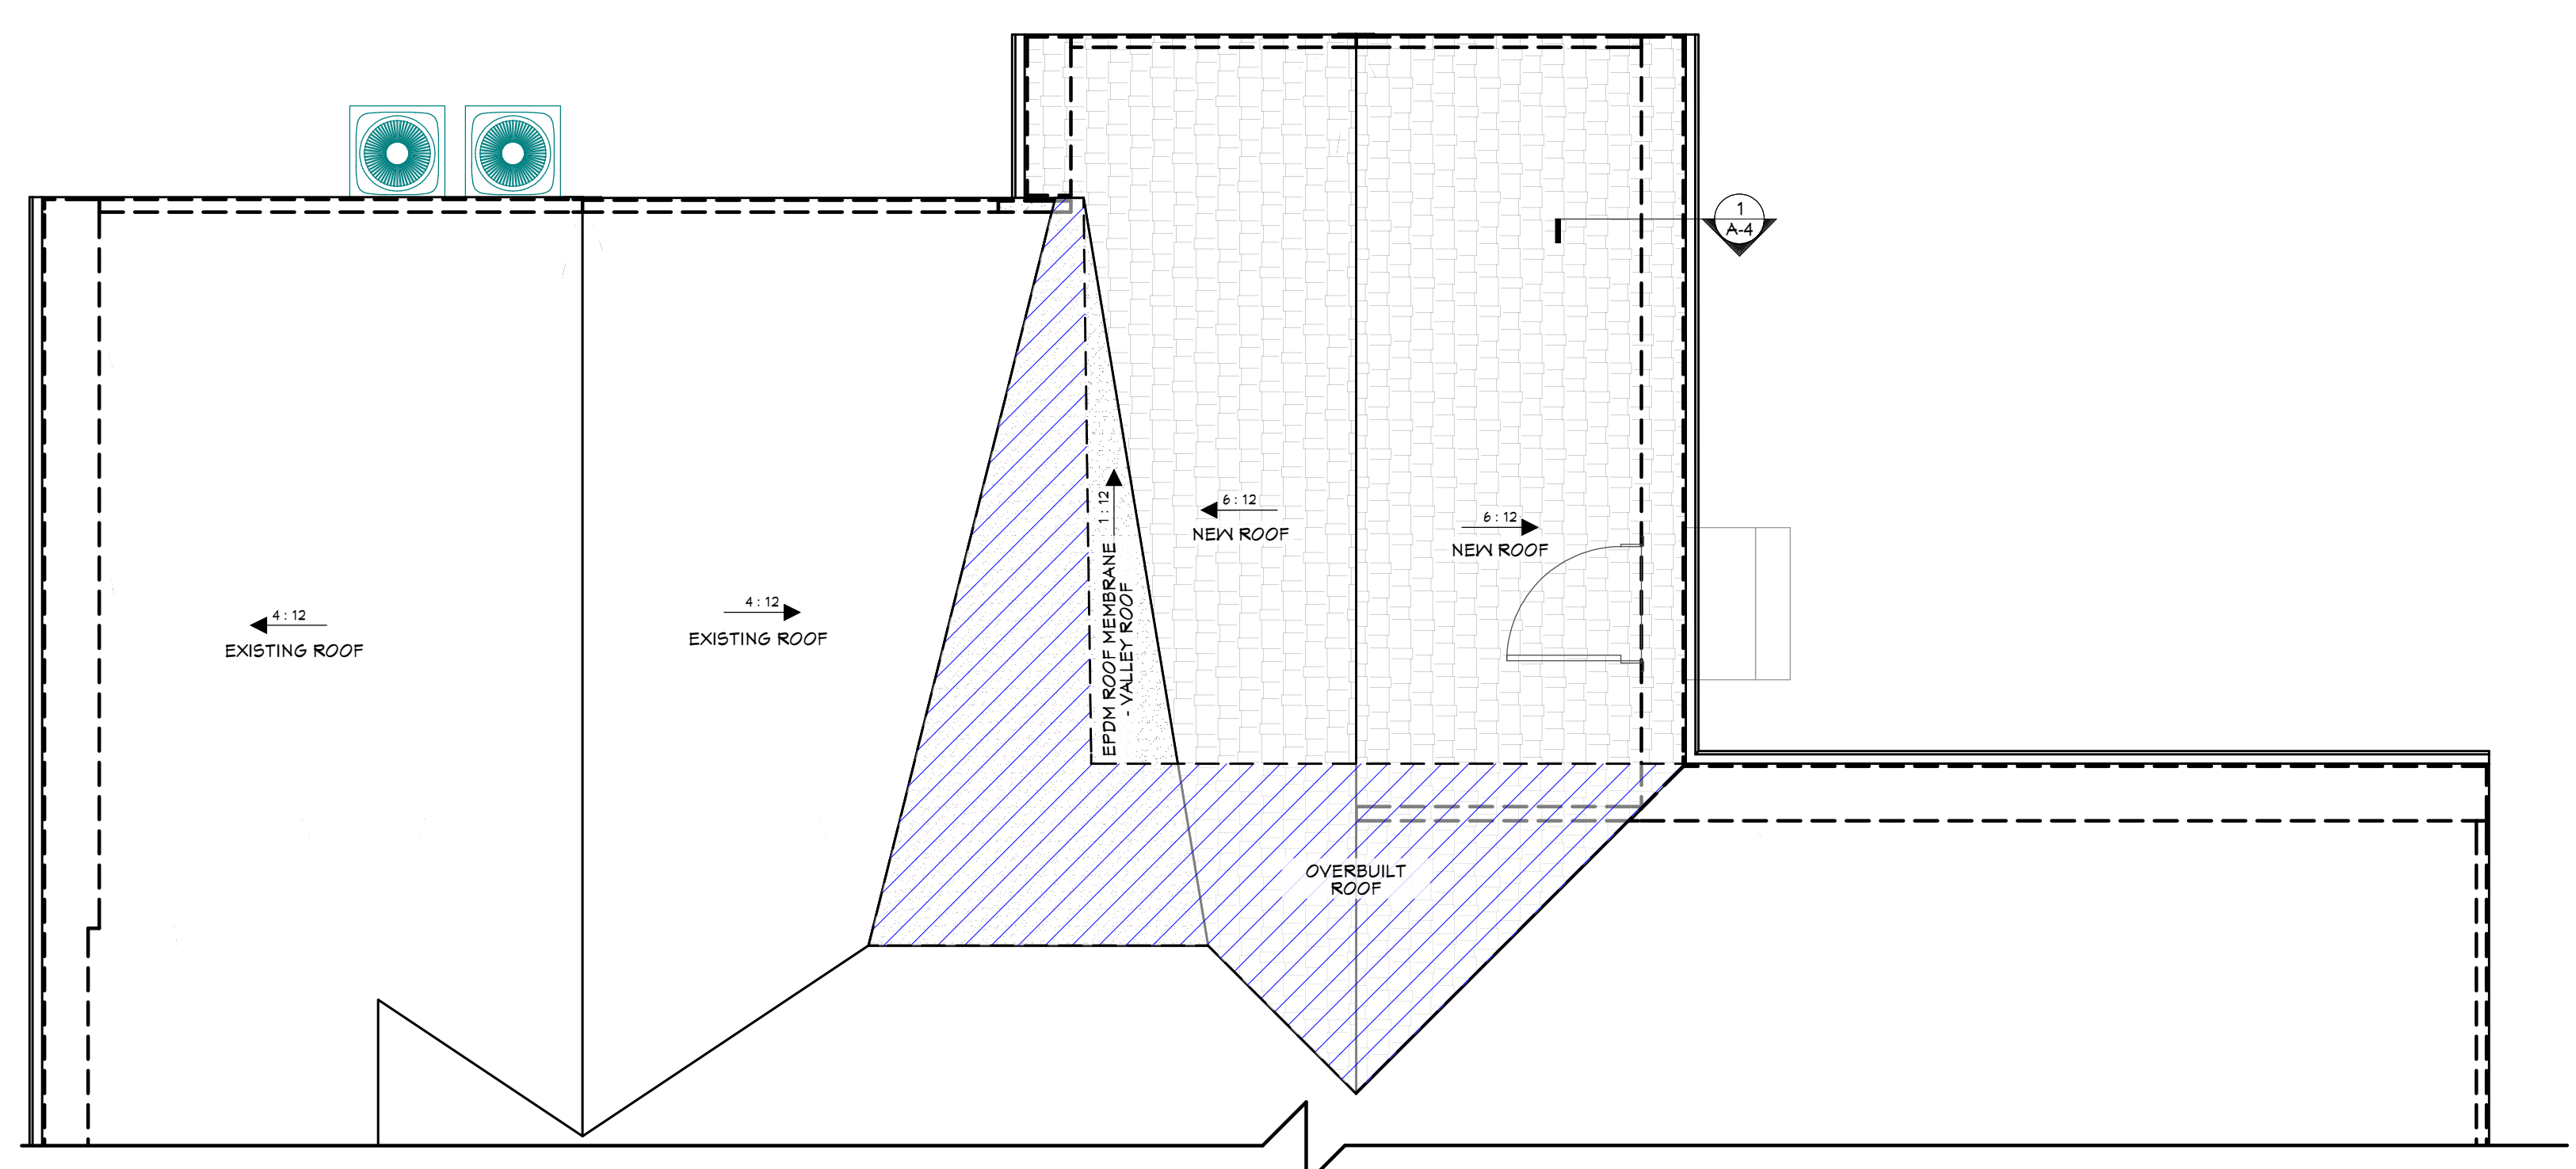 1
A-4
6 : 12
NEW ROOF
6 : 12
NEW ROOF
1 : 12
EPDM ROOF MEMBRANE
- VALLEY ROOF
4 : 12
EXISTING ROOF
4 : 12
EXISTING ROOF
OVERBUILT
ROOF